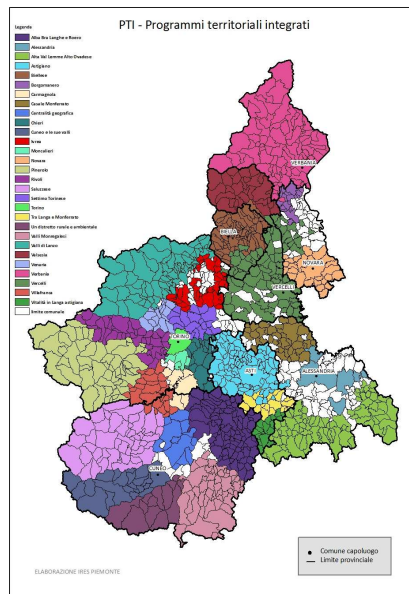 PTI - Programmi territoriali integrati
Legenda
Alba Bra Langhe e Roero
Alessandria
Alta Val Lemme Alto Ovadese
Astigiano
Biellese
Borgomanero
Carmagnola
Casale Monferrato
Centralità geografica
Chieri
Cuneo e le sue valli
Ivrea
Moncalieri
Novara
Pinerolo
Rivoli
Saluzzese
Settimo Torinese
Torino
Tra Langa e Monferrato
Un distretto rurale e ambientale
Valli Monregalesi
Valli di Lanzo
Valsesia
Venaria
Verbania
Vercelli
Villafranca
Vitalità in langa astigiana
limite comunale
VERBANIA
BIELLA
NOVARA
VERCELLI
TORINO
ASTI
ALESSANDRIA
CUNEO
Comune capoluogo
Limite provinciale
ELABORAZIONE IRES PIEMONTE